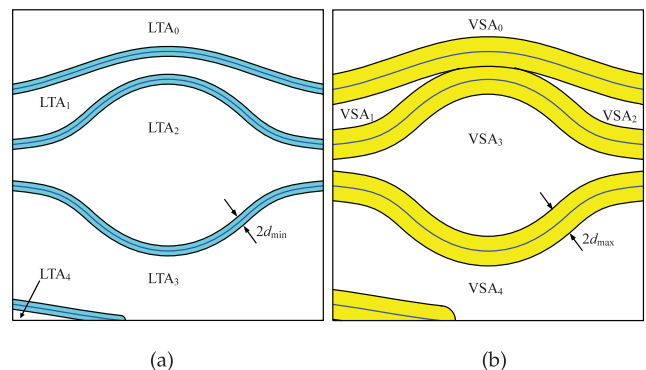 LTA₀
LTA₁
LTA₂
2dmin
LTA₃
LTA₄
(a)
VSA₀
VSA₁
VSA₂
VSA₃
2dmax
VSA₄
(b)